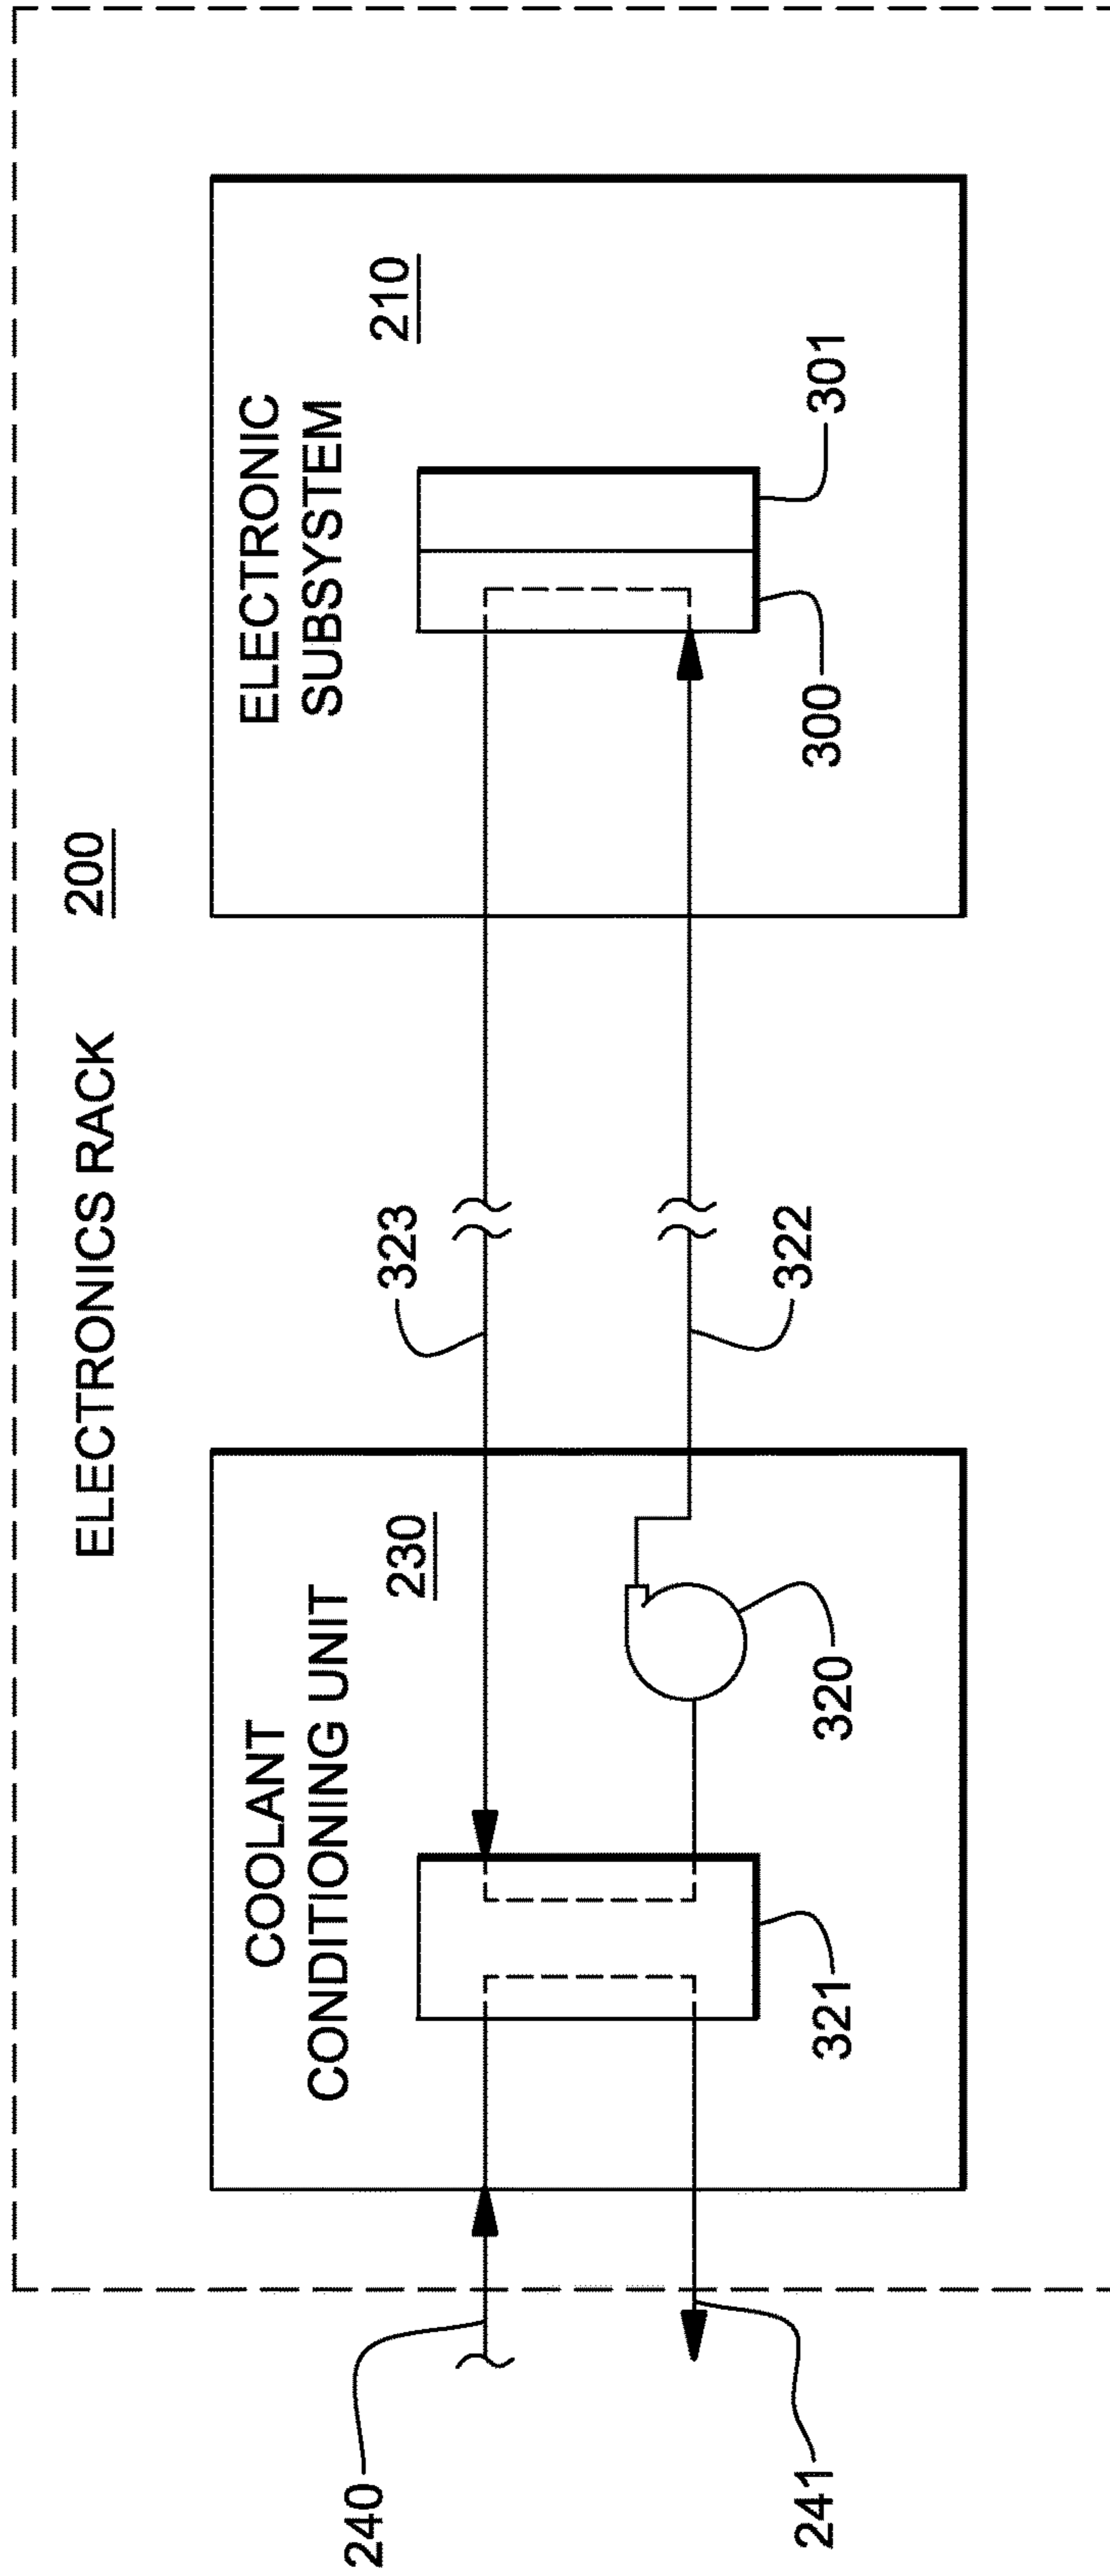 ELECTRONICS RACK 200
COOLANT
CONDITIONING UNIT
230
ELECTRONIC
SUBSYSTEM
210
240
241
321
320
323
322
300
301